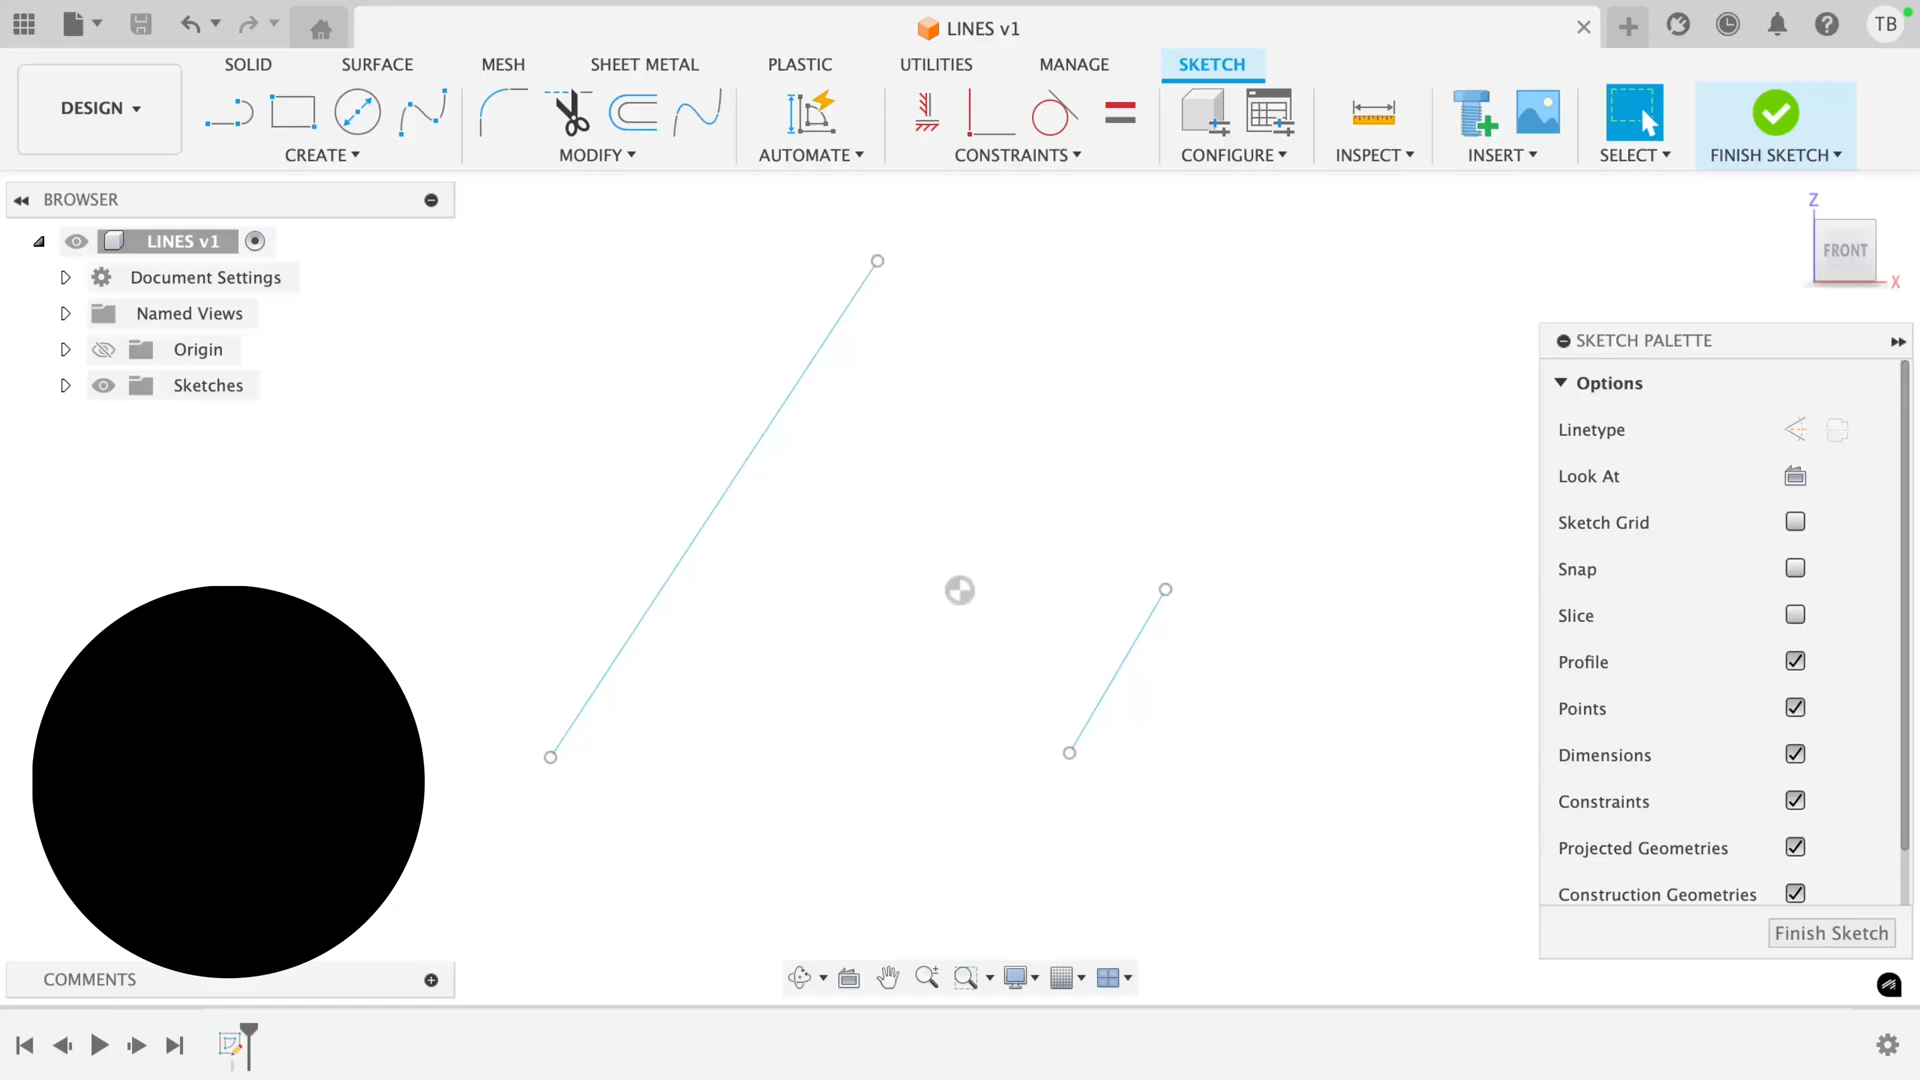 LINES v1
TB
SOLID SURFACE MESH SHEET METAL PLASTIC UTILITIES MANAGE SKETCH
DESIGN
CREATE MODIFY AUTOMATE CONSTRAINTS CONFIGURE INSPECT INSERT SELECT FINISH SKETCH
BROWSER
LINES v1
Document Settings
Named Views
Origin
Sketches
Z
FRONT
X
SKETCH PALETTE
Options
Linetype
Look At
Sketch Grid
Snap
Slice
Profile
Points
Dimensions
Constraints
Projected Geometries
Construction Geometries
Finish Sketch
COMMENTS